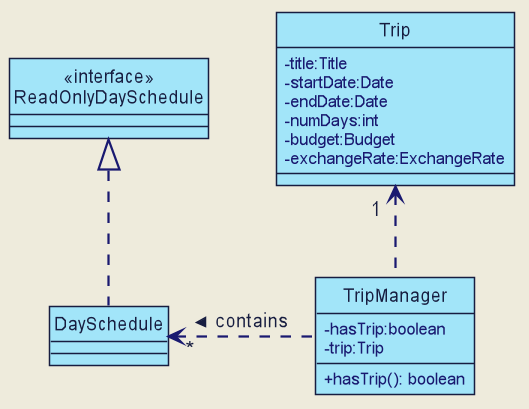 «interface»
ReadOnlyDaySchedule
Trip
-title:Title
-startDate:Date
-endDate:Date
-numDays:int
-budget:Budget
-exchangeRate:ExchangeRate
1
DaySchedule
◄ contains
*
TripManager
-hasTrip:boolean
-trip:Trip
+hasTrip(): boolean